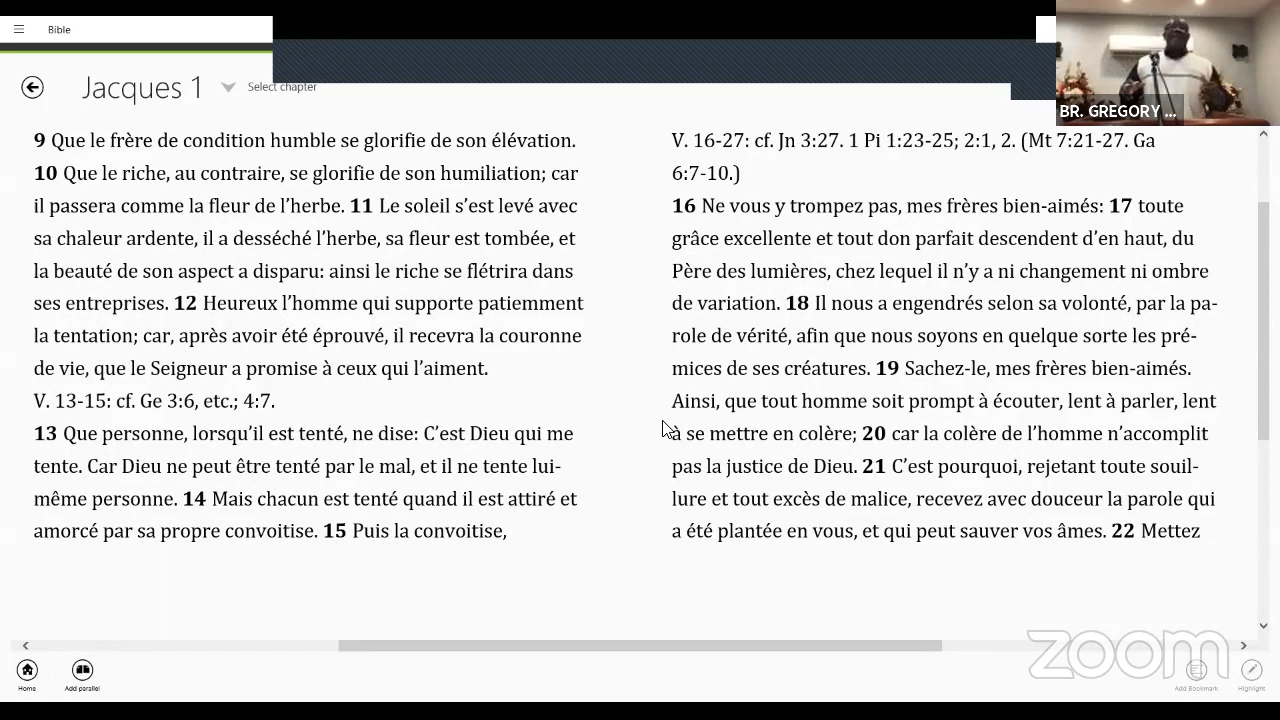 Bible
Jacques 1
Select chapter
BR. GREGORY ...
9 Que le frère de condition humble se glorifie de son élévation.
10 Que le riche, au contraire, se glorifie de son humiliation; car
il passera comme la fleur de l’herbe. 11 Le soleil s’est levé avec
sa chaleur ardente, il a desséché l’herbe, sa fleur est tombée, et
la beauté de son aspect a disparu: ainsi le riche se flétrira dans
ses entreprises. 12 Heureux l’homme qui supporte patiemment
la tentation; car, après avoir été éprouvé, il recevra la couronne
de vie, que le Seigneur a promise à ceux qui l’aiment.
V. 13-15: cf. Ge 3:6, etc.; 4:7.
13 Que personne, lorsqu’il est tenté, ne dise: C’est Dieu qui me
tente. Car Dieu ne peut être tenté par le mal, et il ne tente lui-
même personne. 14 Mais chacun est tenté quand il est attiré et
amorcé par sa propre convoitise. 15 Puis la convoitise,
V. 16-27: cf. Jn 3:27. 1 Pi 1:23-25; 2:1, 2. (Mt 7:21-27. Ga
6:7-10.)
16 Ne vous y trompez pas, mes frères bien-aimés: 17 toute
grâce excellente et tout don parfait descendent d’en haut, du
Père des lumières, chez lequel il n’y a ni changement ni ombre
de variation. 18 Il nous a engendrés selon sa volonté, par la pa-
role de vérité, afin que nous soyons en quelque sorte les pré-
mices de ses créatures. 19 Sachez-le, mes frères bien-aimés.
Ainsi, que tout homme soit prompt à écouter, lent à parler, lent
à se mettre en colère; 20 car la colère de l’homme n’accomplit
pas la justice de Dieu. 21 C’est pourquoi, rejetant toute souil-
lure et tout excès de malice, recevez avec douceur la parole qui
a été plantée en vous, et qui peut sauver vos âmes. 22 Mettez
zoom
Home
Add parallel
Add Bookmark
Highlight